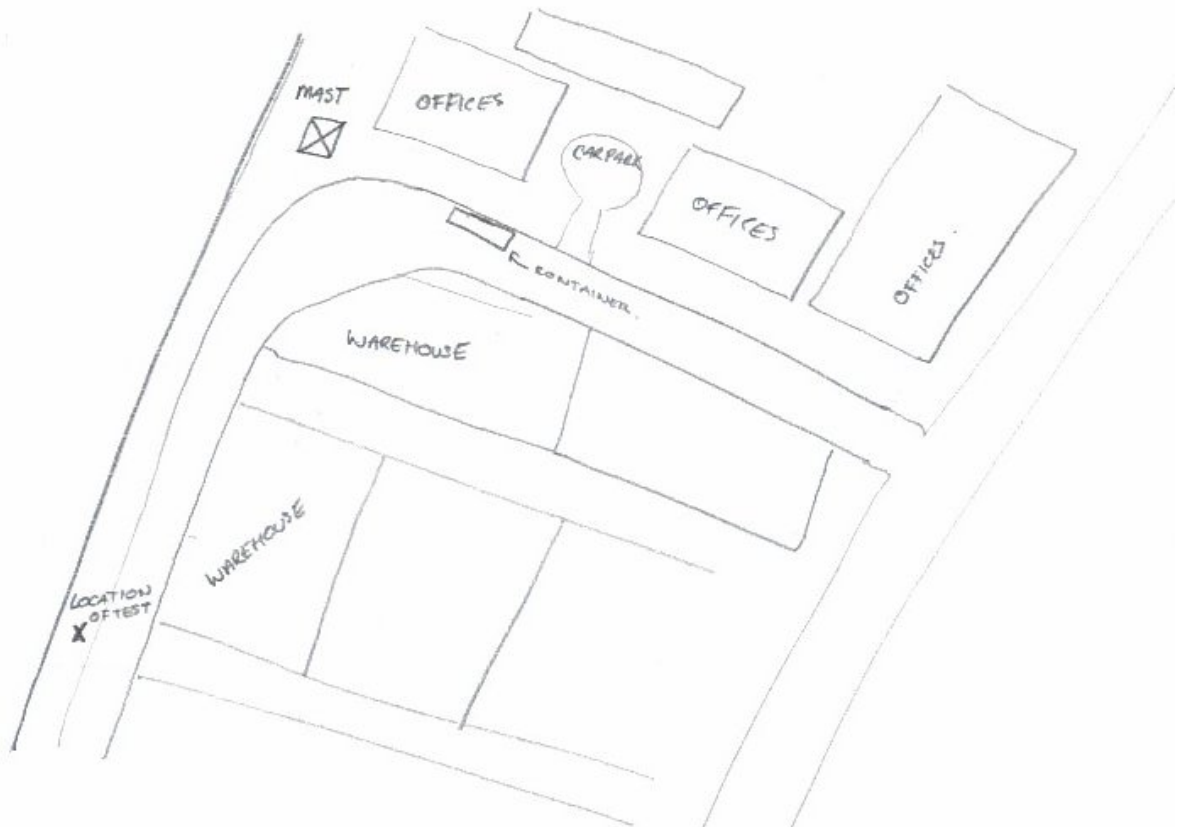 MAST
OFFICES
CARPARK
OFFICES
OFFICES.
CONTAINER.
WAREHOUSE
WAREHOUSE
LOCATION
OF TEST
X